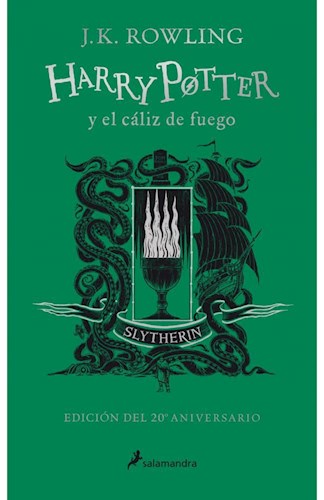 J.K. ROWLING
HARRY POTTER
y el cáliz de fuego
SLYTHERIN
EDICIÓN DEL 20º ANIVERSARIO
salamandra